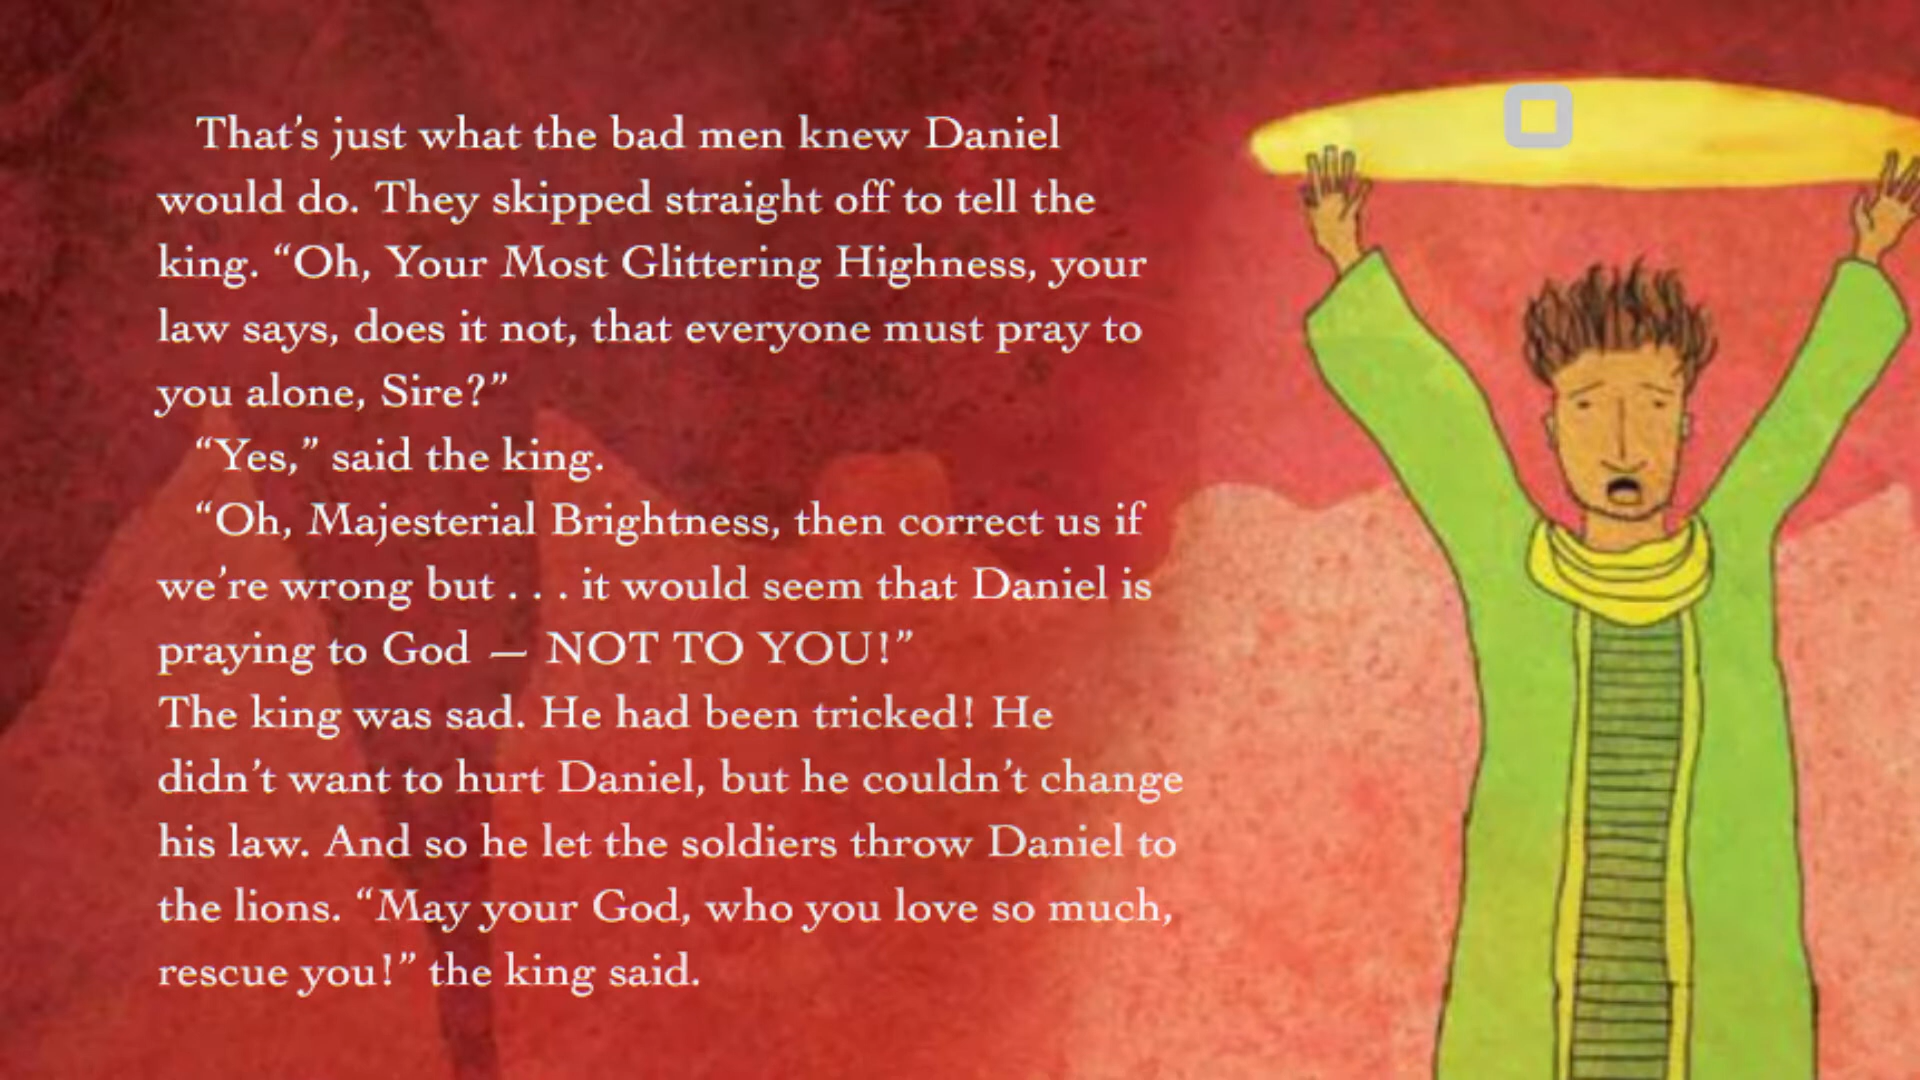 That’s just what the bad men knew Daniel
would do. They skipped straight off to tell the
king. “Oh, Your Most Glittering Highness, your
law says, does it not, that everyone must pray to
you alone, Sire?”
“Yes,” said the king.
“Oh, Majesterial Brightness, then correct us if
we’re wrong but . . . it would seem that Daniel is
praying to God — NOT TO YOU!”
The king was sad. He had been tricked! He
didn’t want to hurt Daniel, but he couldn’t change
his law. And so he let the soldiers throw Daniel to
the lions. “May your God, who you love so much,
rescue you!” the king said.